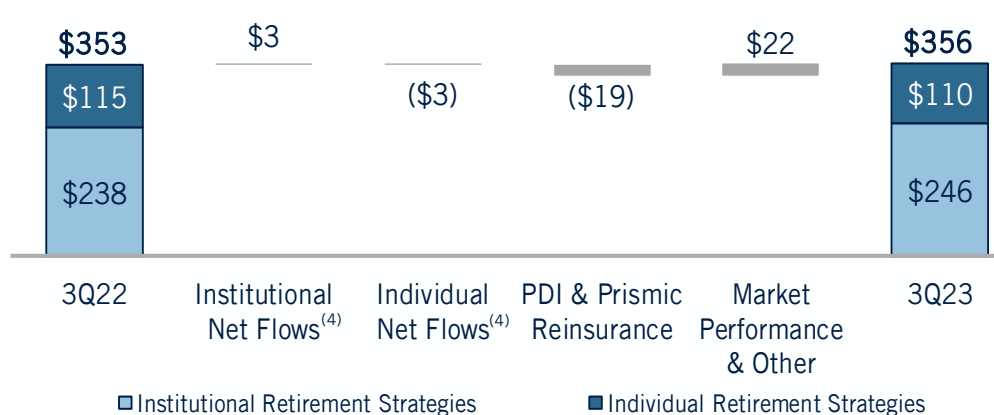 $353
$3
$22
$356
$115
($3)
($19)
$110
$238
$246
3Q22
Institutional
Net Flows(4)
Individual
Net Flows(4)
PDI & Prismic
Reinsurance
Market
Performance
& Other
3Q23
Institutional Retirement Strategies
Individual Retirement Strategies